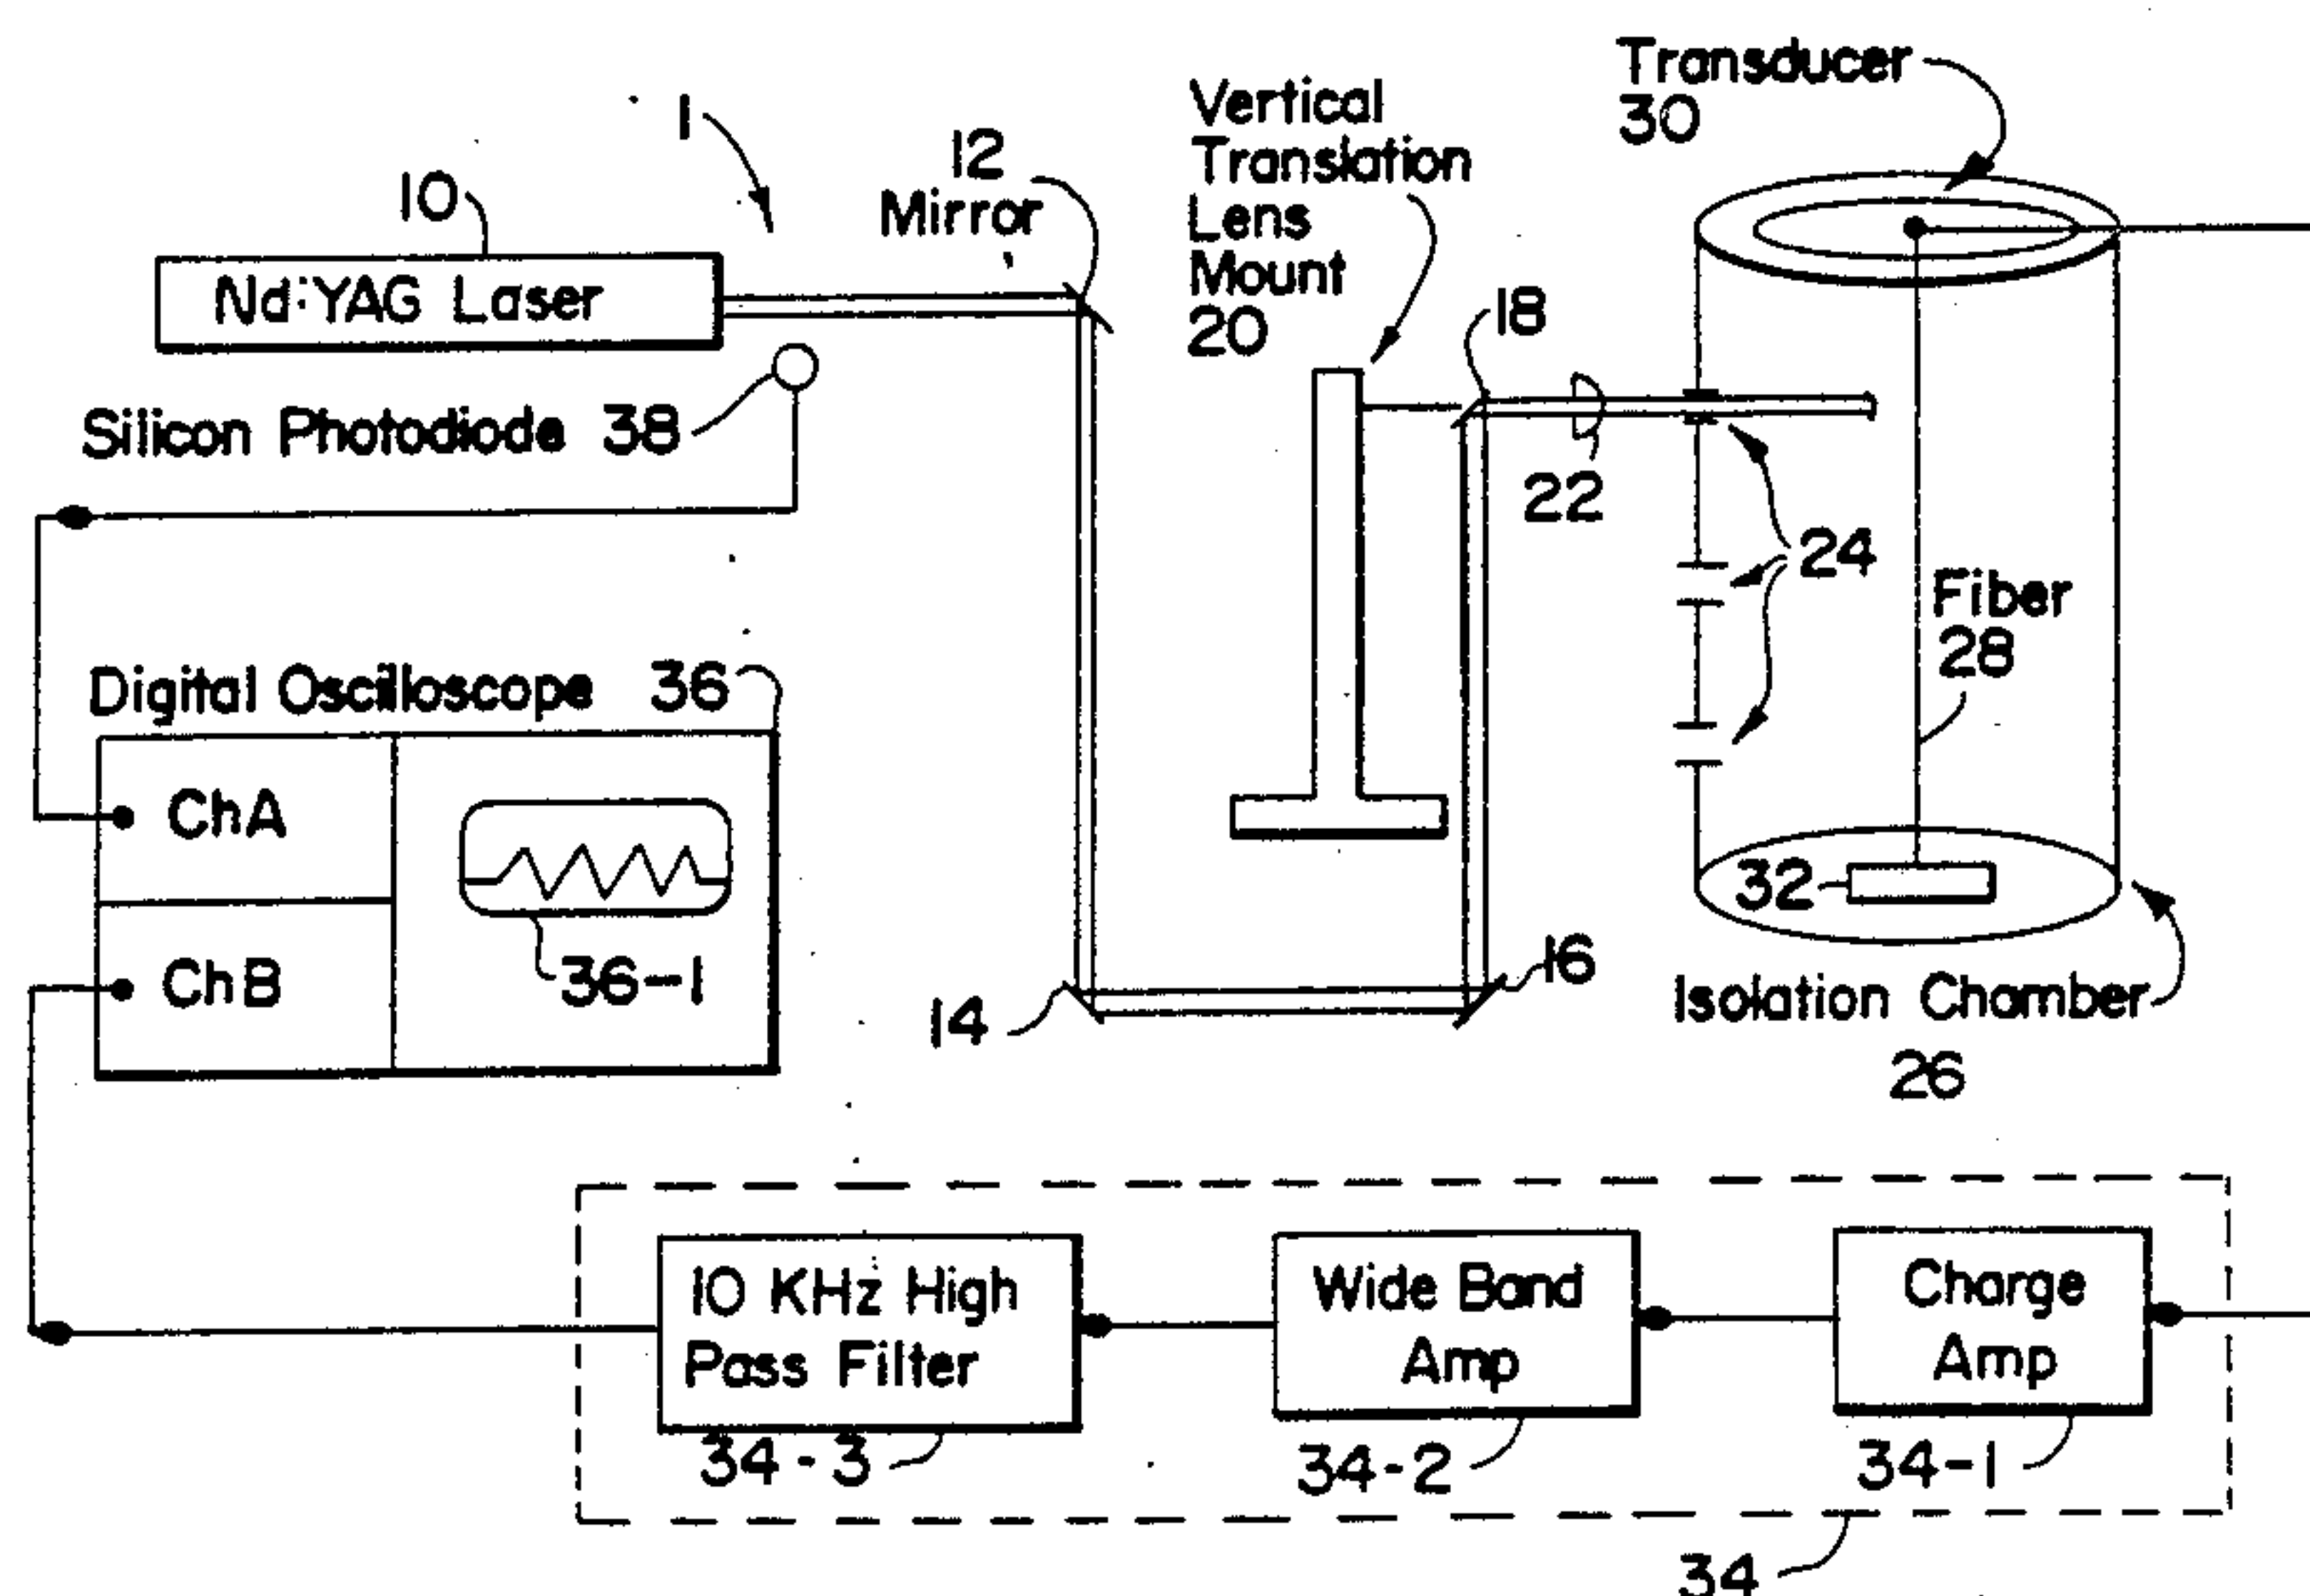 Transducer
30
Vertical
Translation
Lens
Mount
20
1
12
Mirror
10
Nd:YAG Laser
18
Silicon Photodiode 38
22
24
Fiber
28
Digital Oscilloscope 36
ChA
32
ChB
36-1
16
14
Isolation Chamber
26
10 KHz High
Pass Filter
34-3
Wide Band
Amp
34-2
Charge
Amp
34-1
34